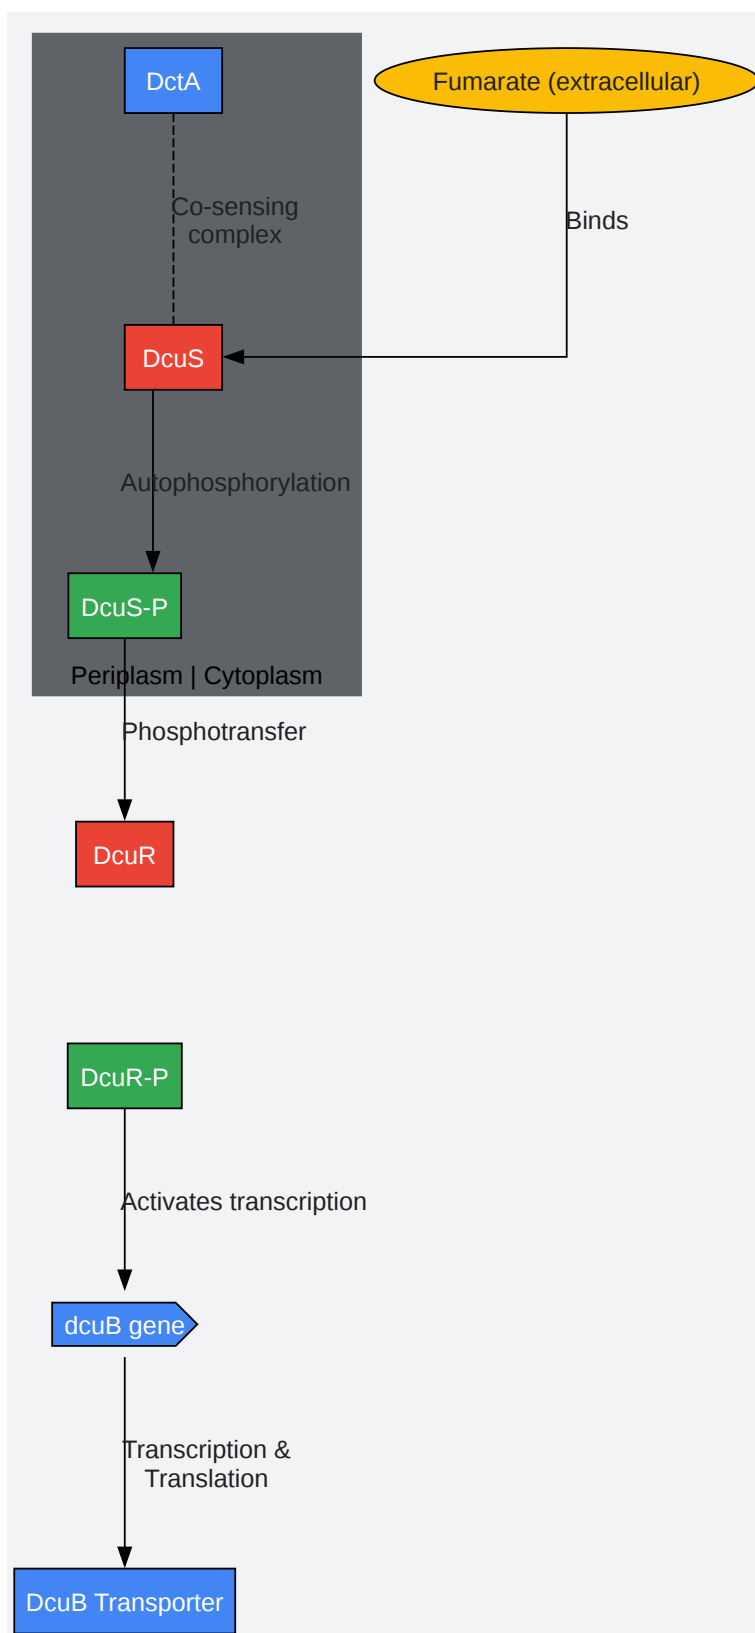 DctA
Fumarate (extracellular)
Co-sensing
complex
Binds
DcuS
Autophosphorylation
DcuS-P
Periplasm | Cytoplasm
Phosphotransfer
DcuR
DcuR-P
Activates transcription
dcuB gene
Transcription &
Translation
DcuB Transporter